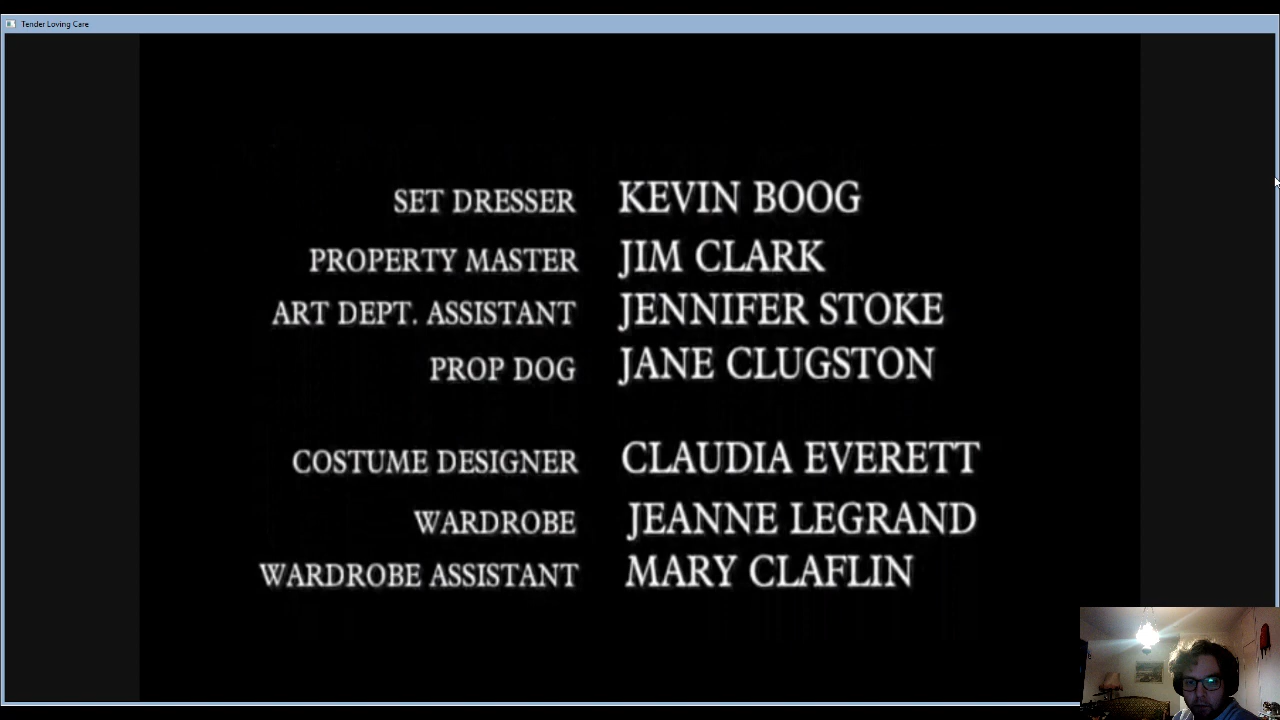 Tender Loving Care
SET DRESSER KEVIN BOOG
PROPERTY MASTER JIM CLARK
ART DEPT. ASSISTANT JENNIFER STOKE
PROP DOG JANE CLUGSTON
COSTUME DESIGNER CLAUDIA EVERETT
WARDROBE JEANNE LEGRAND
WARDROBE ASSISTANT MARY CLAFLIN